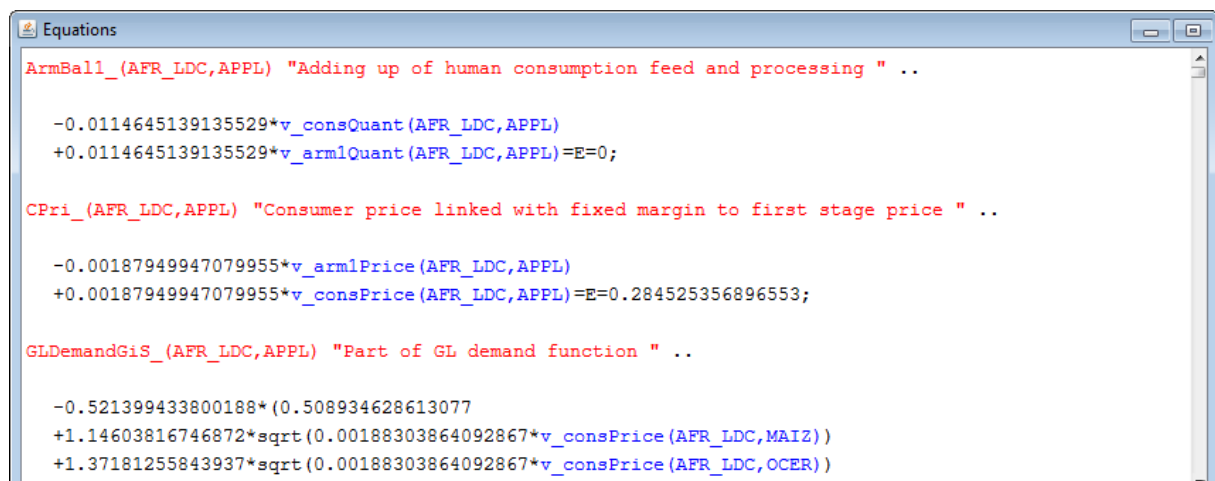 Equations
ArmBal1_(AFR_LDC,APPL) "Adding up of human consumption feed and processing " ..
-0.0114645139135529*v_consQuant(AFR_LDC,APPL)
+0.0114645139135529*v_arm1Quant(AFR_LDC,APPL)=E=0;
CPri_(AFR_LDC,APPL) "Consumer price linked with fixed margin to first stage price " ..
-0.00187949947079955*v_arm1Price(AFR_LDC,APPL)
+0.00187949947079955*v_consPrice(AFR_LDC,APPL)=E=0.284525356896553;
GLDemandGiS_(AFR_LDC,APPL) "Part of GL demand function " ..
-0.521399433800188*(0.508934628613077
+1.14603816746872*sqrt(0.00188303864092867*v_consPrice(AFR_LDC,MAIZ))
+1.37181255843937*sqrt(0.00188303864092867*v_consPrice(AFR_LDC,OCER))